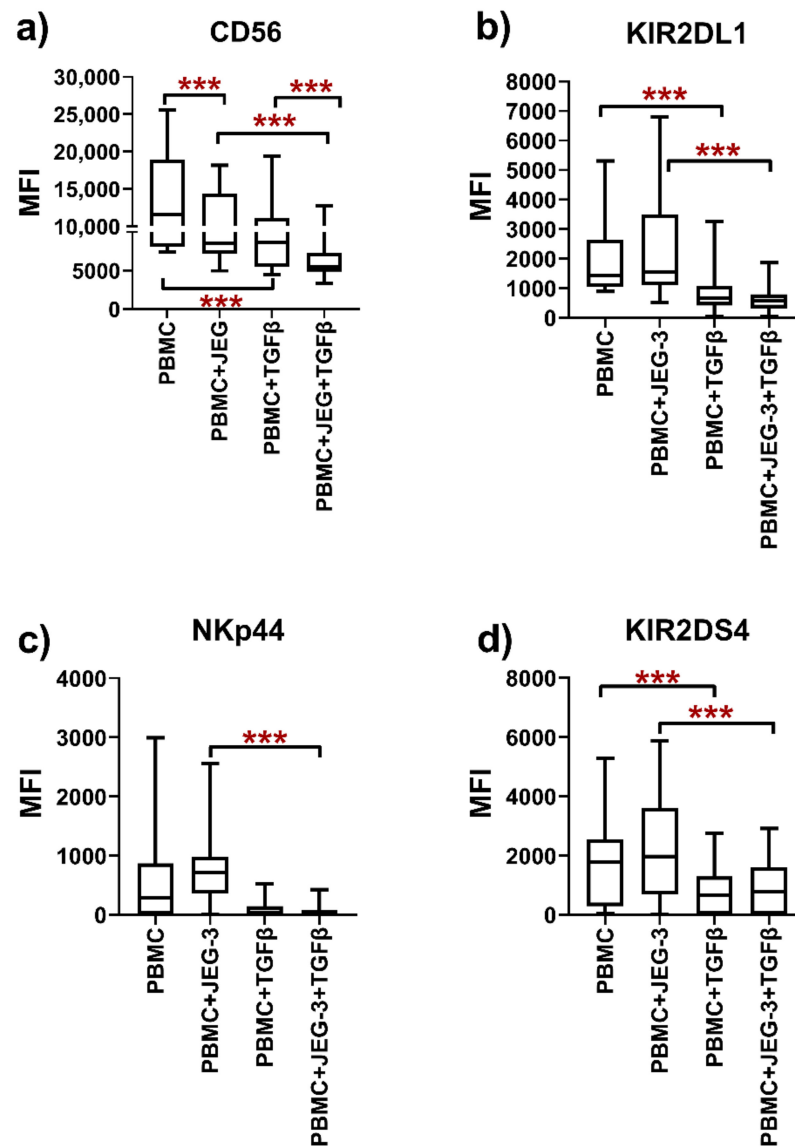 a) CD56
30,000
25,000
20,000
15,000
10,000
5000
0
MFI
***
***
***
***
PBMC
PBMC+JEG
PBMC+TGFβ
PBMC+JEG+TGFβ
b) KIR2DL1
8000
7000
6000
5000
4000
3000
2000
1000
0
MFI
***
***
PBMC
PBMC+JEG-3
PBMC+TGFβ
PBMC+JEG-3+TGFβ
c) NKp44
4000
3000
2000
1000
0
MFI
***
PBMC
PBMC+JEG-3
PBMC+TGFβ
PBMC+JEG-3+TGFβ
d) KIR2DS4
8000
6000
4000
2000
0
MFI
***
***
PBMC
PBMC+JEG-3
PBMC+TGFβ
PBMC+JEG-3+TGFβ